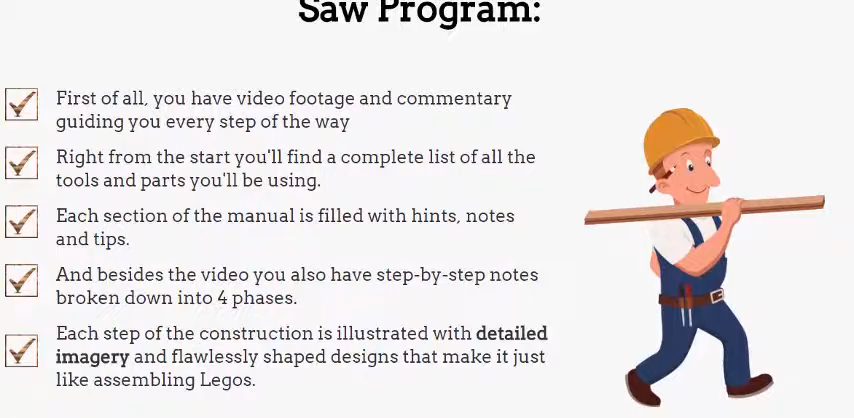 Saw Program:
First of all, you have video footage and commentary
guiding you every step of the way
Right from the start you'll find a complete list of all the
tools and parts you'll be using.
Each section of the manual is filled with hints, notes
and tips.
And besides the video you also have step-by-step notes
broken down into 4 phases.
Each step of the construction is illustrated with detailed
imagery and flawlessly shaped designs that make it just
like assembling Legos.